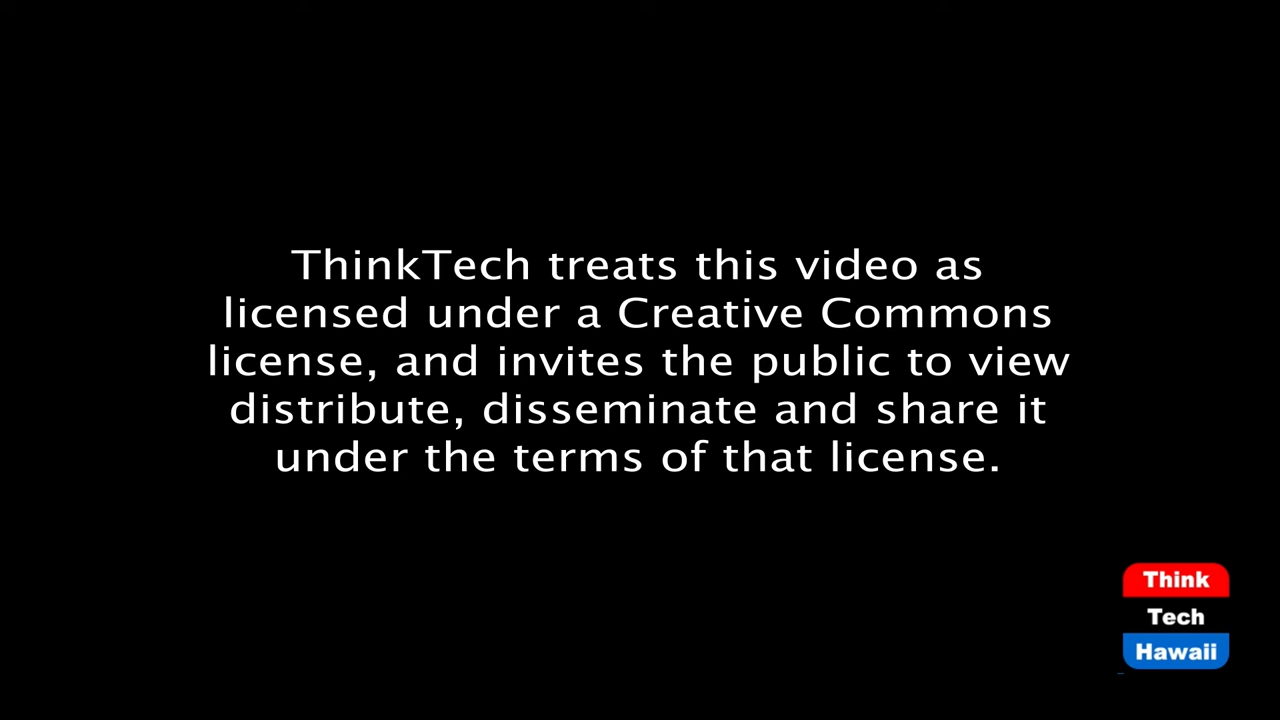 ThinkTech treats this video as
licensed under a Creative Commons
license, and invites the public to view
distribute, disseminate and share it
under the terms of that license.
Think
Tech
Hawaii